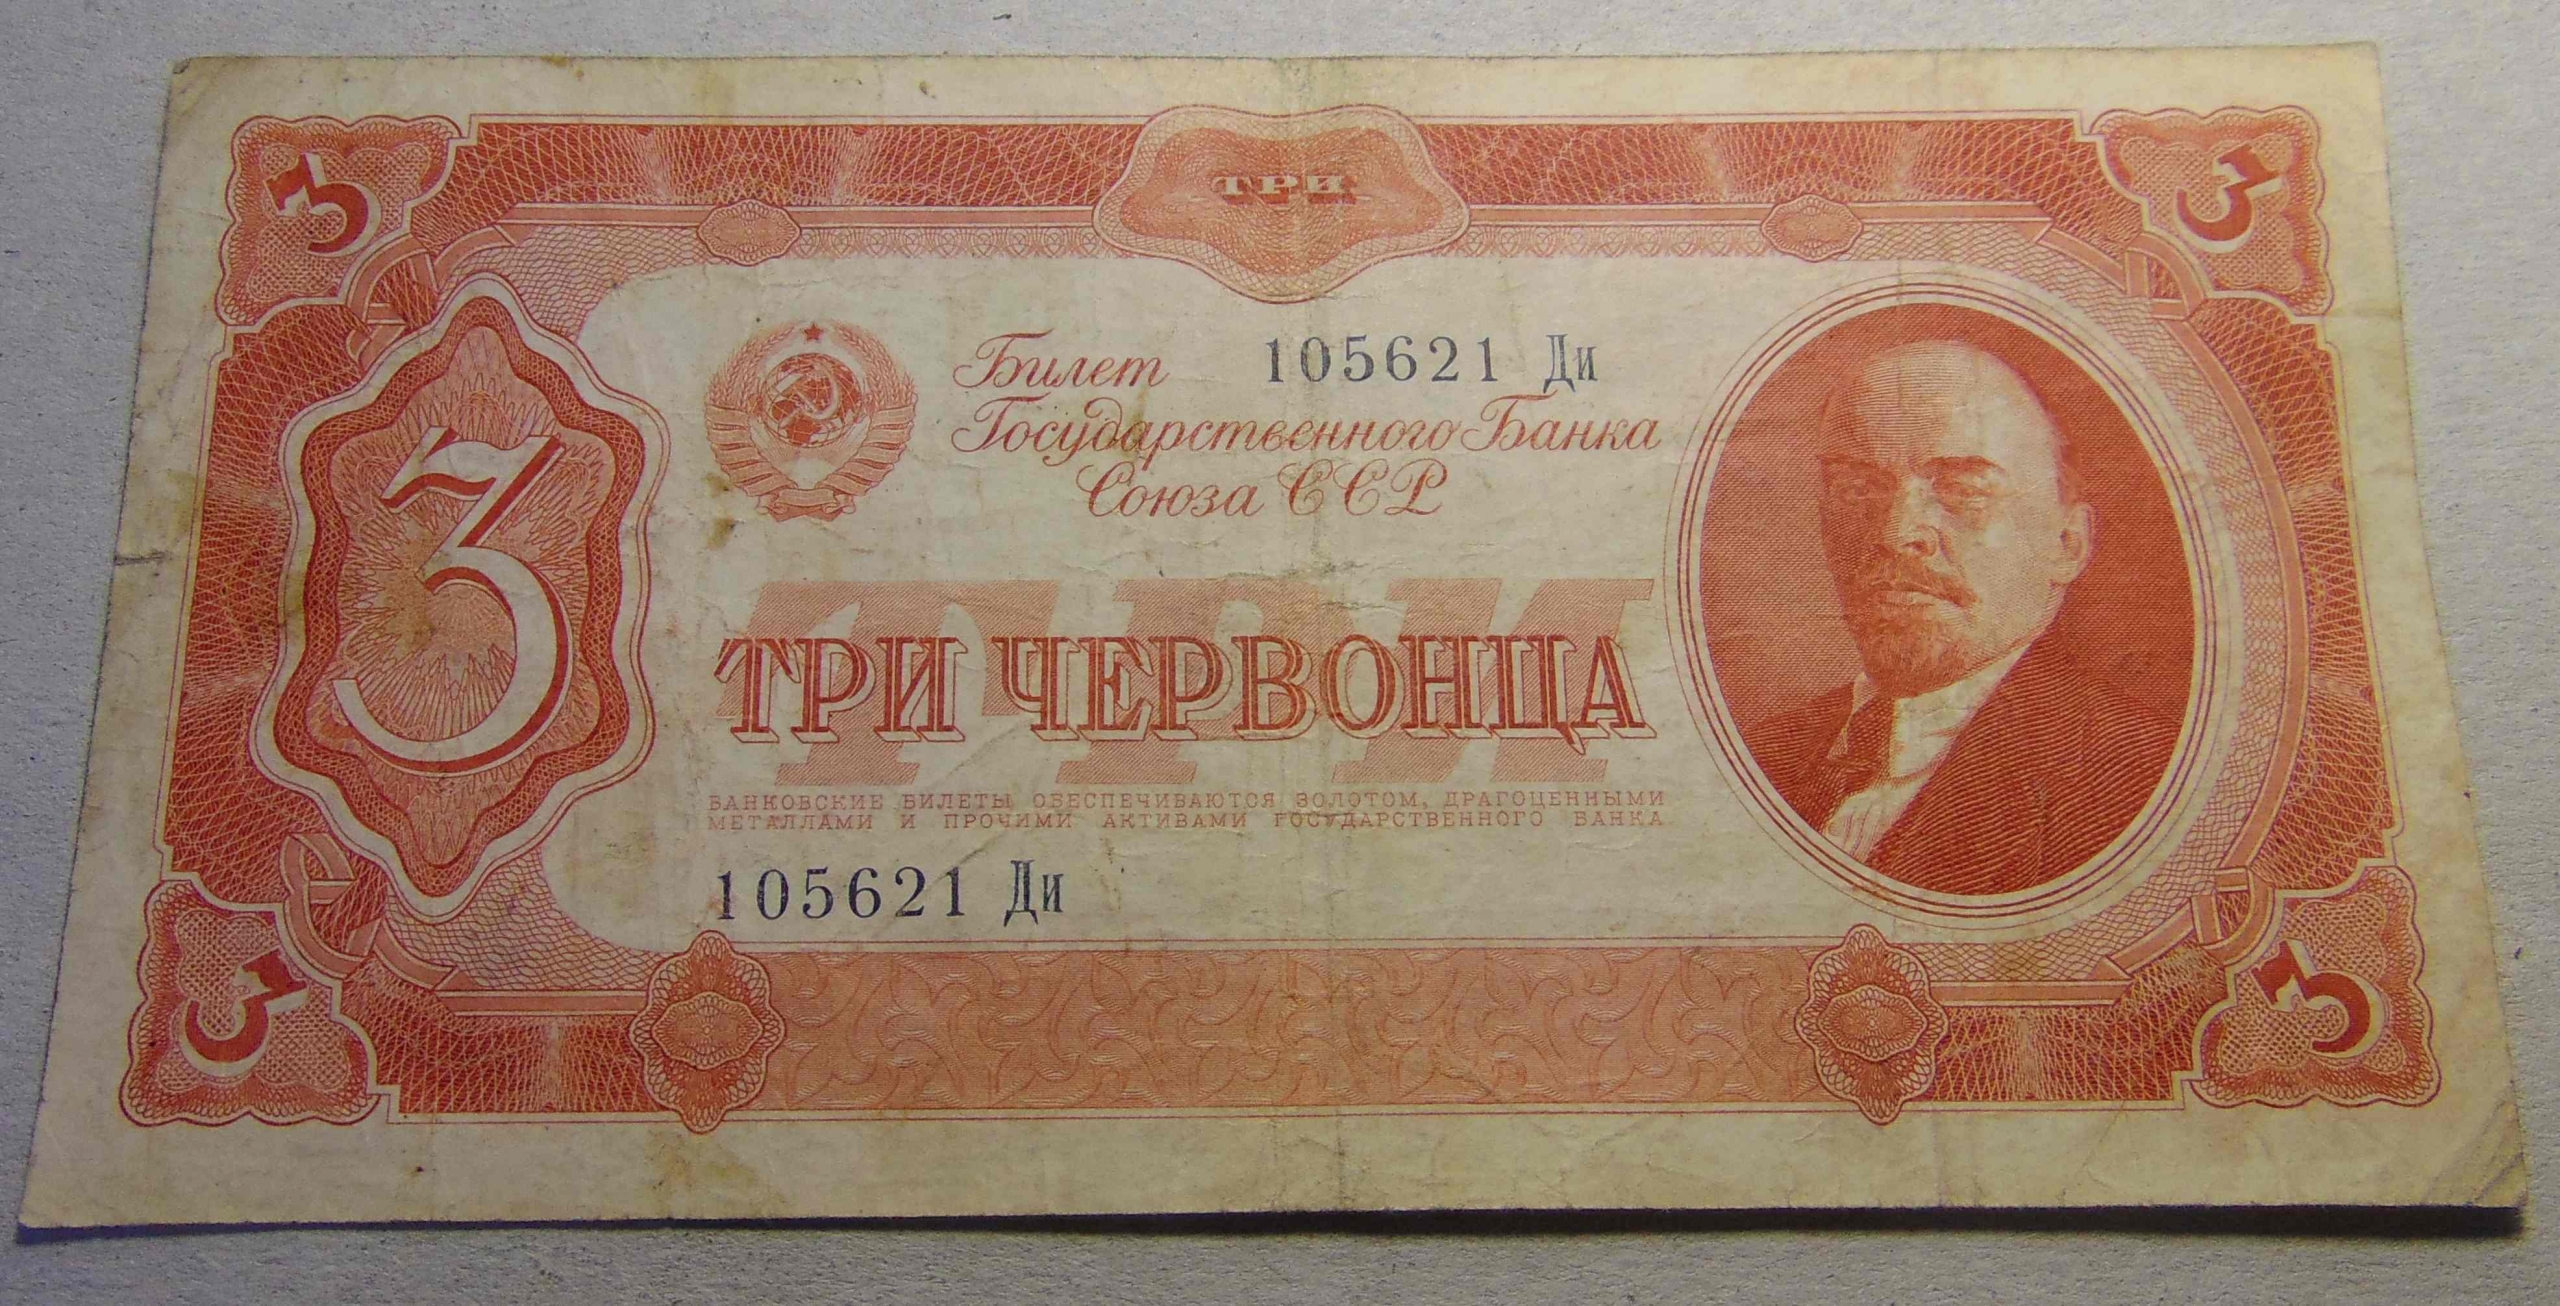 3 ТРИ 3
Билет 105621 Ди
Государственного Банка
Союза ССР
3
ТРИ
ТРИ ЧЕРВОНЦА
БАНКОВСКИЕ БИЛЕТЫ ОБЕСПЕЧИВАЮТСЯ ЗОЛОТОМ, ДРАГОЦЕННЫМИ
МЕТАЛЛАМИ И ПРОЧИМИ АКТИВАМИ ГОСУДАРСТВЕННОГО БАНКА
105621 Ди
3 3